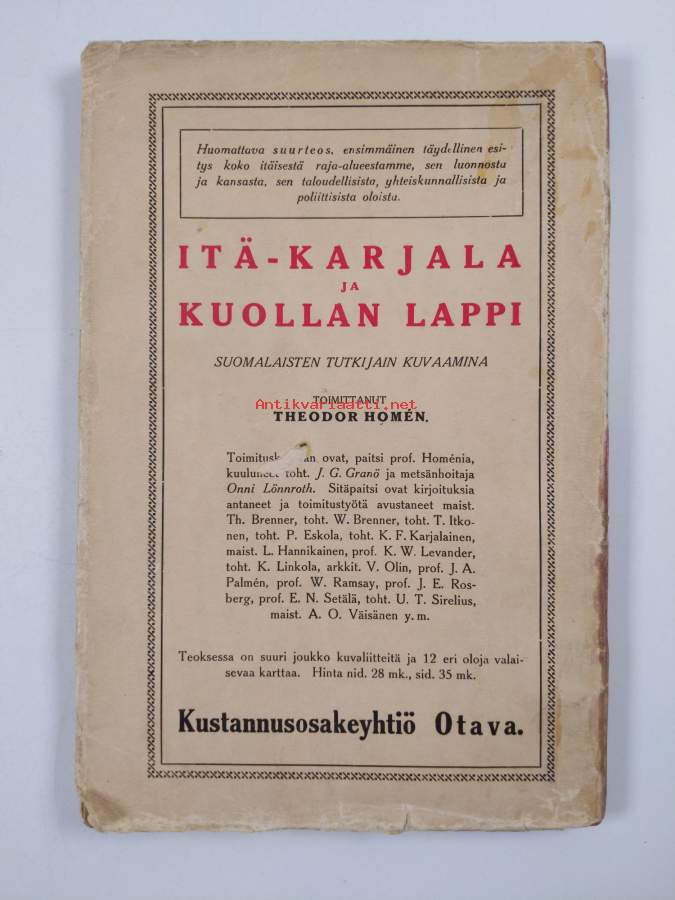 Huomattava suurteos, ensimmäinen täydellinen esi-
tys koko itäisestä raja-alueestamme, sen luonnosta
ja kansasta, sen taloudellisista, yhteiskunnallisista ja
poliittisista oloista.
ITÄ-KARJALA
JA
KUOLLAN LAPPI
SUOMALAISTEN TUTKIJAIN KUVAAMINA
TOIMITTANUT
Antikvariaatti.net
THEODOR HOMÉN.
ovat, paitsi prof. Homénia,
toht. J. G. Granö ja metsänhoitaja
Onni Lönnroth. Sitäpaitsi ovat kirjoituksia
antaneet ja toimitustyötä avustaneet maist.
Th. Brenner, toht. W. Brenner, toht. T. Itko-
nen, toht. P. Eskola, toht. K. F. Karjalainen,
maist. L. Hannikainen, prof. K. W. Levander,
toht. K. Linkola, arkkit. V. Olin, prof. J. A.
Palmén, prof. W. Ramsay, prof. J. E. Ros-
berg, prof. E. N. Setälä, toht. U. T. Sirelius,
maist. A. O. Väisänen y. m.
Teoksessa on suuri joukko kuvaliitteitä ja 12 eri oloja valai-
sevaa karttaa. Hinta nid. 28 mk., sid. 35 mk.
Kustannusosakeyhtiö Otava.